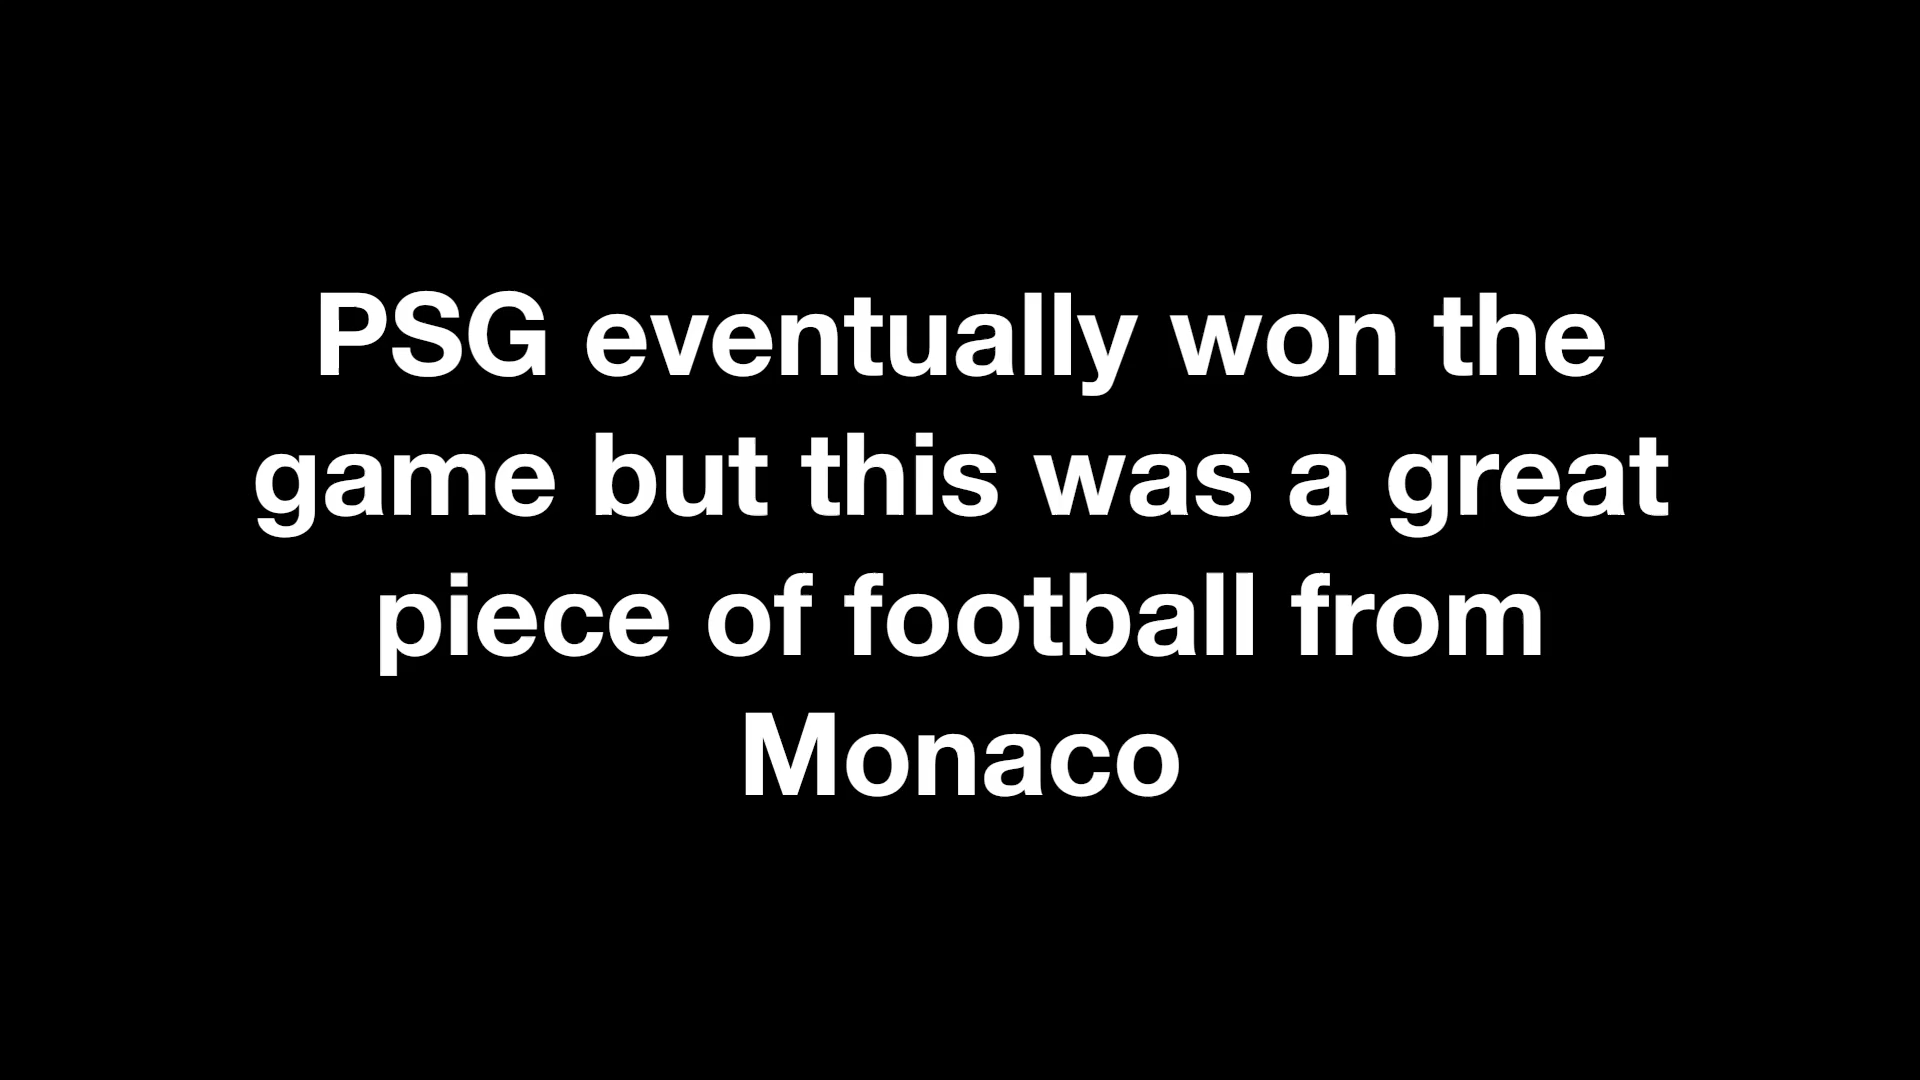 PSG eventually won the
game but this was a great
piece of football from
Monaco